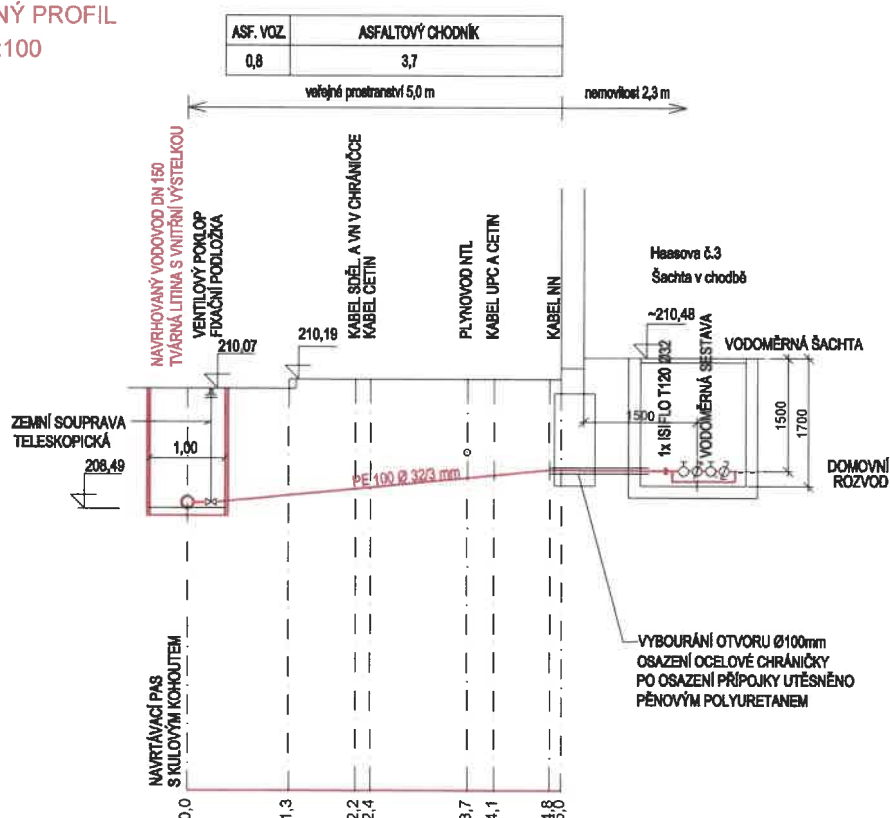 NÝ PROFIL
:100
ASF. VOZ.
ASFALTOVÝ CHODNÍK
0,8
3,7
veřejné prostranství 5,0 m
nemovitost 2,3 m
NAVRHOVANÝ VODOVOD DN 150
TVÁRNÁ LITINA S VNITŘNÍ VÝSTELKOU
VENTILOVÝ POKLOP
FIXAČNÍ PODLOŽKA
KABEL SDĚL. A VN V CHRÁNIČCE
KABEL CETIN
PLYNOVOD NTL
KABEL UPC A CETIN
KABEL NN
Haasova č.3
Šachta v chodbě
~210,48
210,07
210,19
VODOMĚRNÁ ŠACHTA
1x ISIFLO T120 Ø32
VODOMĚRNÁ SESTAVA
ZEMNÍ SOUPRAVA
TELESKOPICKÁ
1,00
1500
1500
1700
208,49
PE 100 Ø 32/3 mm
DOMOVNÍ
ROZVOD
VYBOURÁNÍ OTVORU Ø100mm
OSAZENÍ OCELOVÉ CHRÁNIČKY
PO OSAZENÍ PŘÍPOJKY UTĚSNĚNO
PĚNOVÝM POLYURETANEM
NAVRTÁVACÍ PAS
S KULOVÝM KOHOUTEM
0,0
1,3
2,2
2,4
3,7
4,1
4,8
5,0